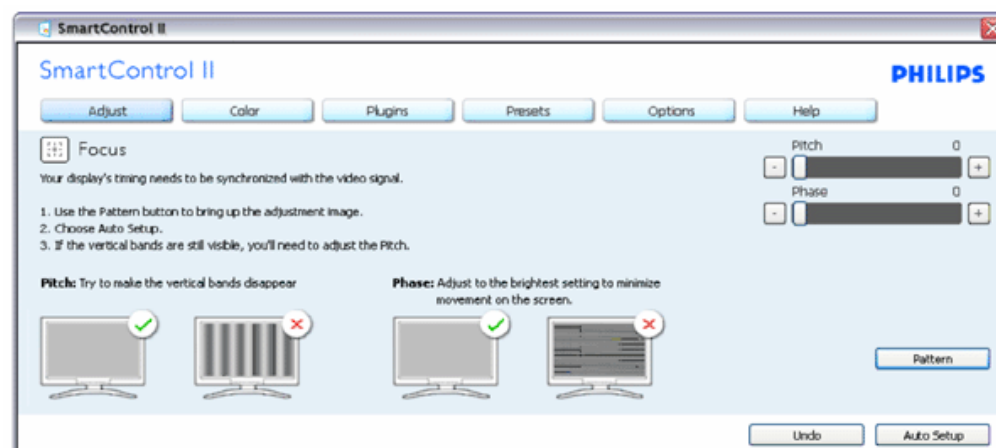 SmartControl II
SmartControl II
PHILIPS
Adjust Color Plugins Presets Options Help
Focus
Your display's timing needs to be synchronized with the video signal.
1. Use the Pattern button to bring up the adjustment image.
2. Choose Auto Setup.
3. If the vertical bands are still visible, you'll need to adjust the Pitch.
Pitch 0
- +
Phase 0
- +
Pitch: Try to make the vertical bands disappear
Phase: Adjust to the brightest setting to minimize
movement on the screen.
Pattern
Undo Auto Setup